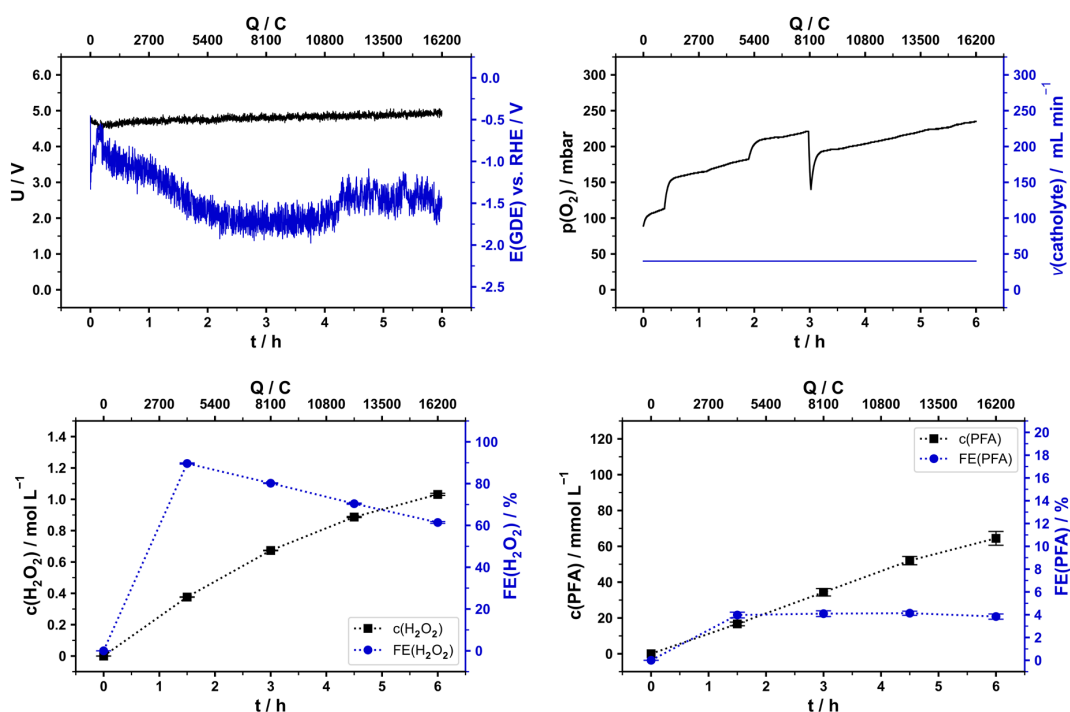 Q / C
0 2700 5400 8100 10800 13500 16200
6.0
5.0
4.0
3.0
2.0
1.0
0.0
U / V
0.0
-0.5
-1.0
-1.5
-2.0
-2.5
E(GDE) vs. RHE / V
0 1 2 3 4 5 6
t / h
Q / C
0 2700 5400 8100 10800 13500 16200
300
250
200
150
100
50
0
p(O₂) / mbar
300
250
200
150
100
50
0
v(catholyte) / mL min⁻¹
0 1 2 3 4 5 6
t / h
Q / C
0 2700 5400 8100 10800 13500 16200
1.4
1.2
1.0
0.8
0.6
0.4
0.2
0
c(H₂O₂) / mol L⁻¹
100
80
60
40
20
0
FE(H₂O₂) / %
c(H₂O₂)
FE(H₂O₂)
0 1 2 3 4 5 6
t / h
Q / C
0 2700 5400 8100 10800 13500 16200
120
100
80
60
40
20
0
c(PFA) / mmol L⁻¹
20
18
16
14
12
10
8
6
4
2
0
FE(PFA) / %
c(PFA)
FE(PFA)
0 1 2 3 4 5 6
t / h